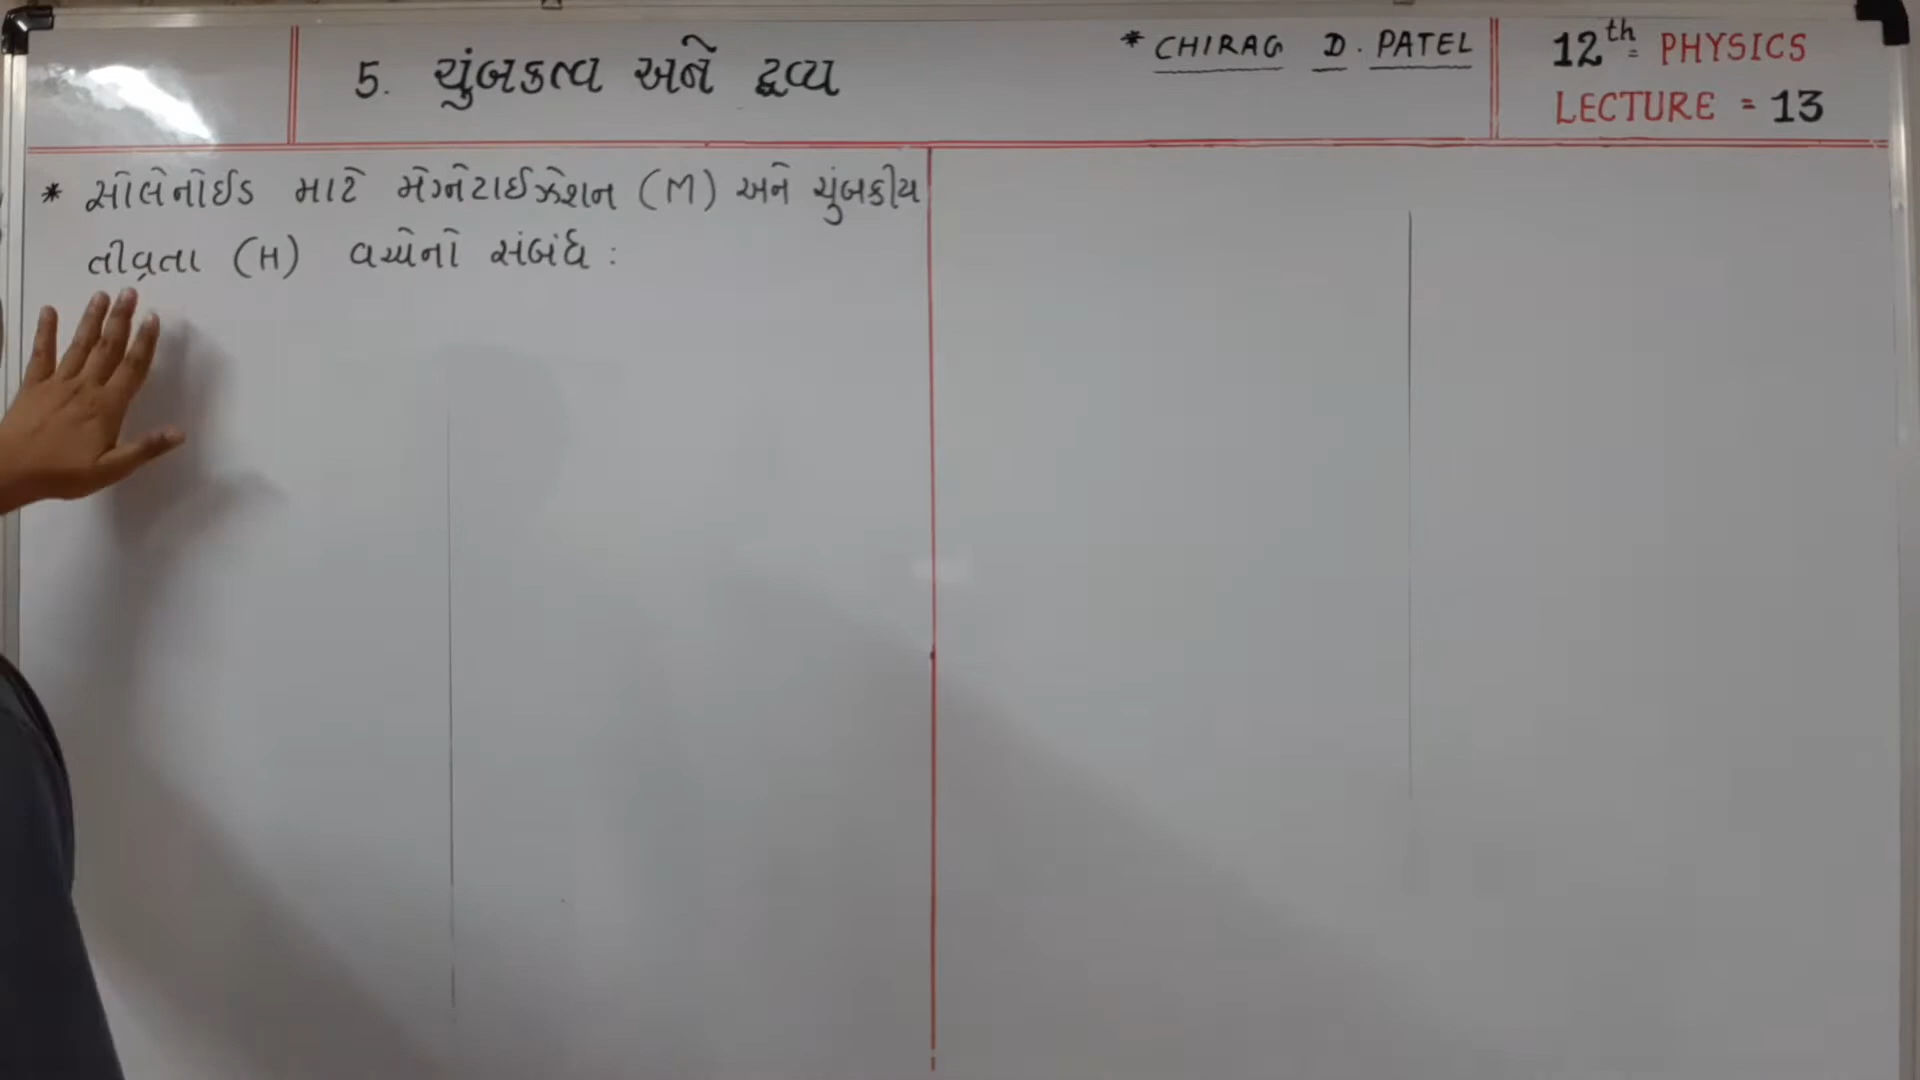 5. ચુંબકત્વ અને દ્રવ્ય
* CHIRAG D. PATEL
12th PHYSICS
LECTURE = 13
* સોલેનોઈડ માટે મેગ્નેટાઈઝેશન (M) અને ચુંબકીય
તીવ્રતા (H) વચ્ચેનો સંબંધ :